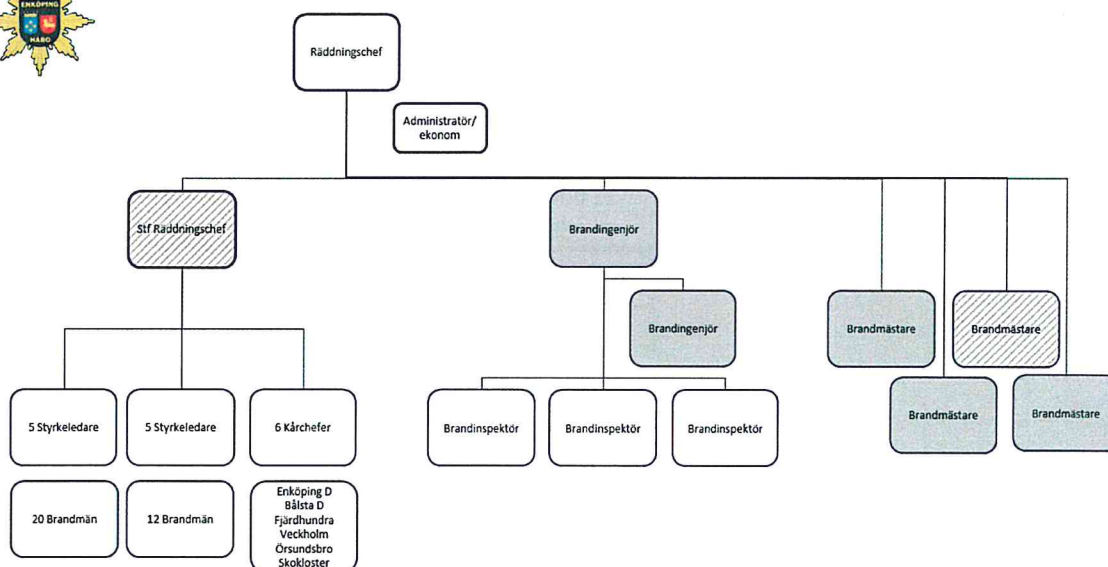 ENKÖPING
HABO
Räddningschef
Administratör/
ekonom
Stf Räddningschef
Brandingenjör
Brandingenjör
Brandmästare
Brandmästare
Brandmästare
Brandmästare
5 Styrkeledare
5 Styrkeledare
6 Kårchefer
Brandinspektör
Brandinspektör
Brandinspektör
20 Brandmän
12 Brandmän
Enköping D
Bålsta D
Fjärdhundra
Veckholm
Örsundsbro
Skokloster